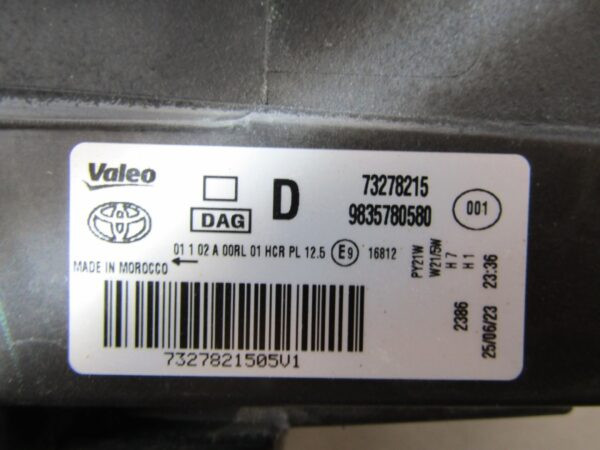 Valeo
DAG
D
73278215
9835780580
001
01 1 02 A 00RL 01 HCR PL 12.5 E9 16812
MADE IN MOROCCO
PY21W
W21/5W
H7
H1
2386
25/06/23 23:36
7327821505V1